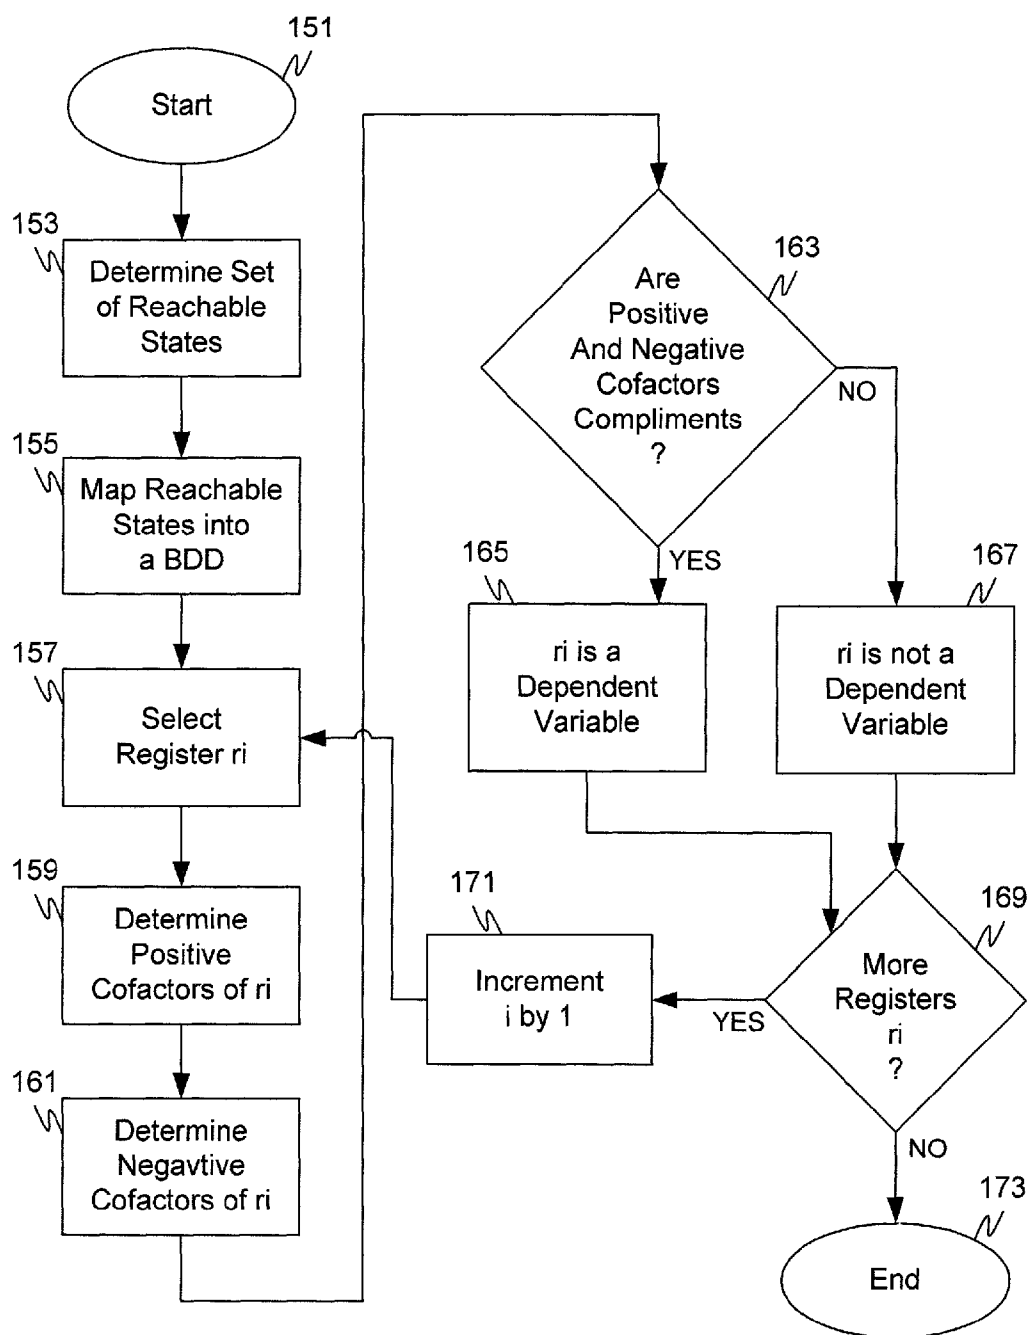 151
Start
153
Determine Set
of Reachable
States
155
Map Reachable
States into
a BDD
157
Select
Register ri
159
Determine
Positive
Cofactors of ri
161
Determine
Negavtive
Cofactors of ri
163
Are
Positive
And Negative
Cofactors
Compliments
?
NO
YES
165
ri is a
Dependent
Variable
167
ri is not a
Dependent
Variable
169
More
Registers
ri
?
YES
171
Increment
i by 1
NO
173
End